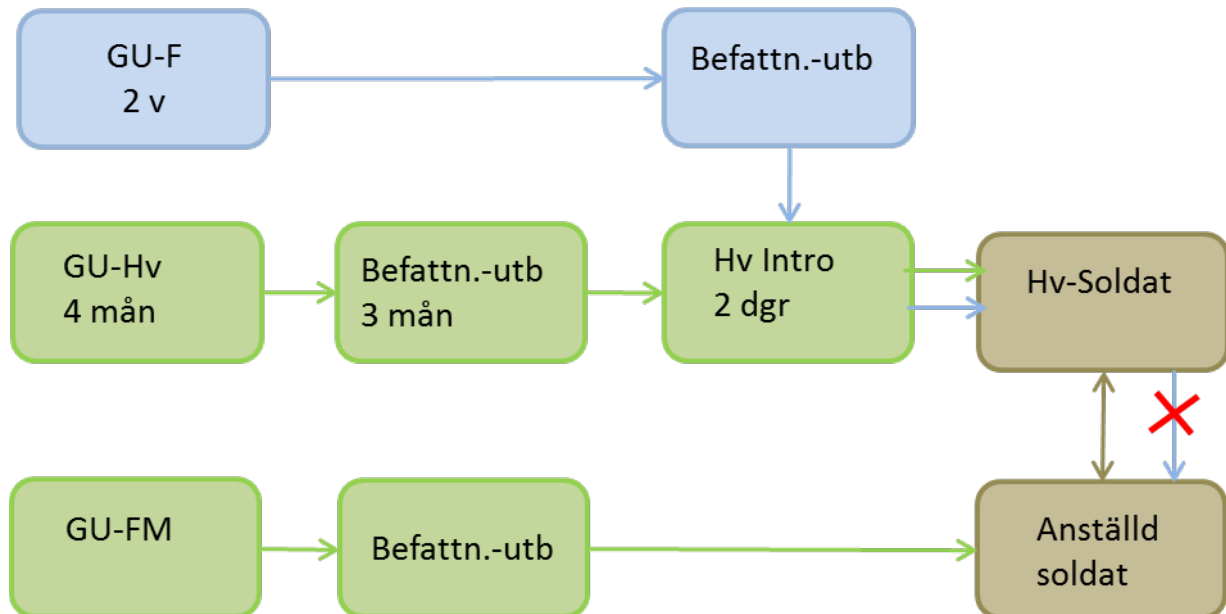 GU-F
2 v
Befattn.-utb
GU-Hv
4 mån
Befattn.-utb
3 mån
Hv Intro
2 dgr
Hv-Soldat
GU-FM
Befattn.-utb
Anställd
soldat